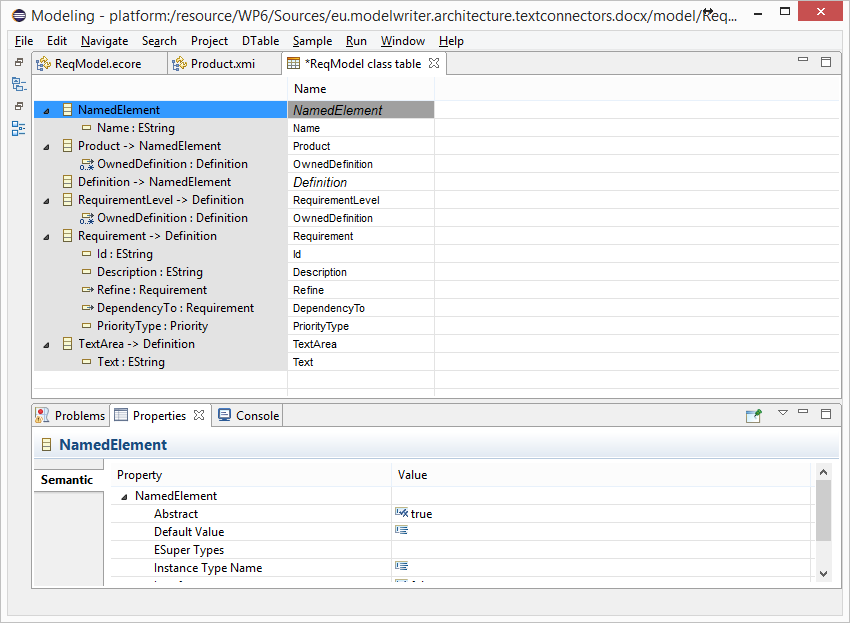 Modeling - platform:/resource/WP6/Sources/eu.modelwriter.architecture.textconnectors.docx/model/Req...
File Edit Navigate Search Project DTable Sample Run Window Help
ReqModel.ecore Product.xmi *ReqModel class table
Name
NamedElement NamedElement
Name : EString Name
Product -> NamedElement Product
OwnedDefinition : Definition OwnedDefinition
Definition -> NamedElement Definition
RequirementLevel -> Definition RequirementLevel
OwnedDefinition : Definition OwnedDefinition
Requirement -> Definition Requirement
Id : EString Id
Description : EString Description
Refine : Requirement Refine
DependencyTo : Requirement DependencyTo
PriorityType : Priority PriorityType
TextArea -> Definition TextArea
Text : EString Text
Problems Properties Console
NamedElement
Semantic
Property Value
NamedElement
Abstract true
Default Value
ESuper Types
Instance Type Name